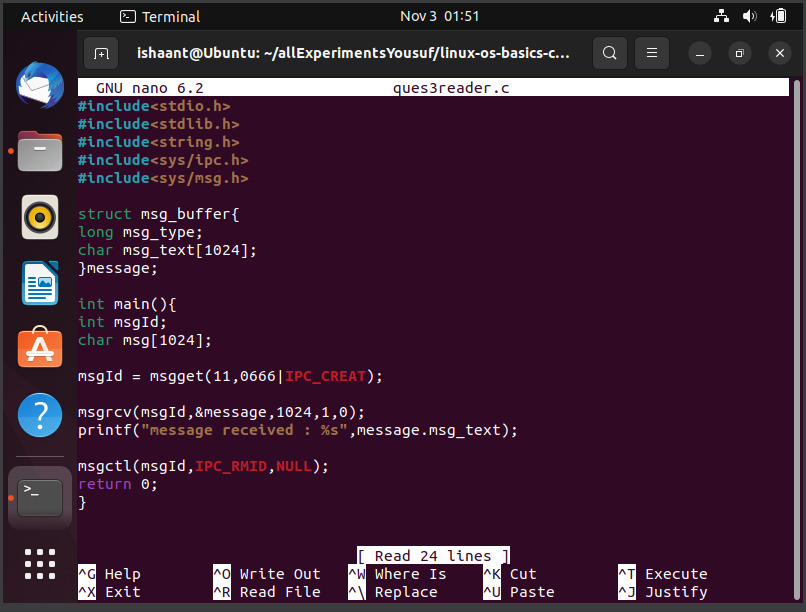 Activities Terminal Nov 3 01:51
ishaant@Ubuntu: ~/allExperimentsYousuf/linux-os-basics-c...
GNU nano 6.2 ques3reader.c
#include<stdio.h>
#include<stdlib.h>
#include<string.h>
#include<sys/ipc.h>
#include<sys/msg.h>
struct msg_buffer{
long msg_type;
char msg_text[1024];
}message;
int main(){
int msgId;
char msg[1024];
msgId = msgget(11,0666|IPC_CREAT);
msgrcv(msgId,&message,1024,1,0);
printf("message received : %s",message.msg_text);
msgctl(msgId,IPC_RMID,NULL);
return 0;
}
[ Read 24 lines ]
^G Help ^O Write Out ^W Where Is ^K Cut ^T Execute
^X Exit ^R Read File ^\ Replace ^U Paste ^J Justify